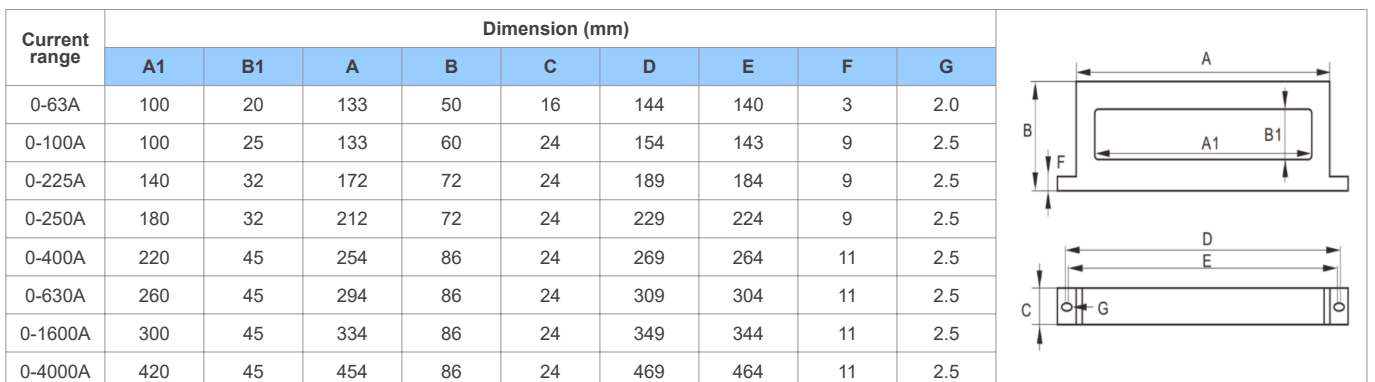 Current range Dimension (mm)
A1 B1 A B C D E F G
0-63A 100 20 133 50 16 144 140 3 2.0
0-100A 100 25 133 60 24 154 143 9 2.5
0-225A 140 32 172 72 24 189 184 9 2.5
0-250A 180 32 212 72 24 229 224 9 2.5
0-400A 220 45 254 86 24 269 264 11 2.5
0-630A 260 45 294 86 24 309 304 11 2.5
0-1600A 300 45 334 86 24 349 344 11 2.5
0-4000A 420 45 454 86 24 469 464 11 2.5
A
B
B1
A1
F
D
E
C
G